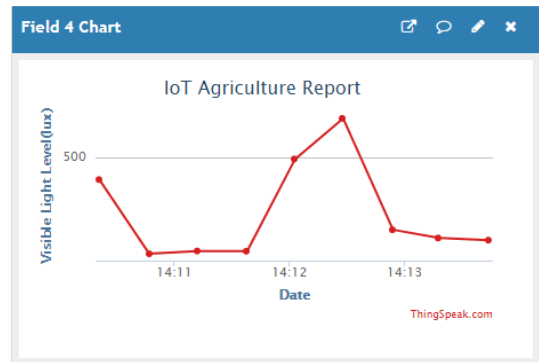 Field 4 Chart
IoT Agriculture Report
Visible Light Level(lux)
500
14:11 14:12 14:13
Date
ThingSpeak.com